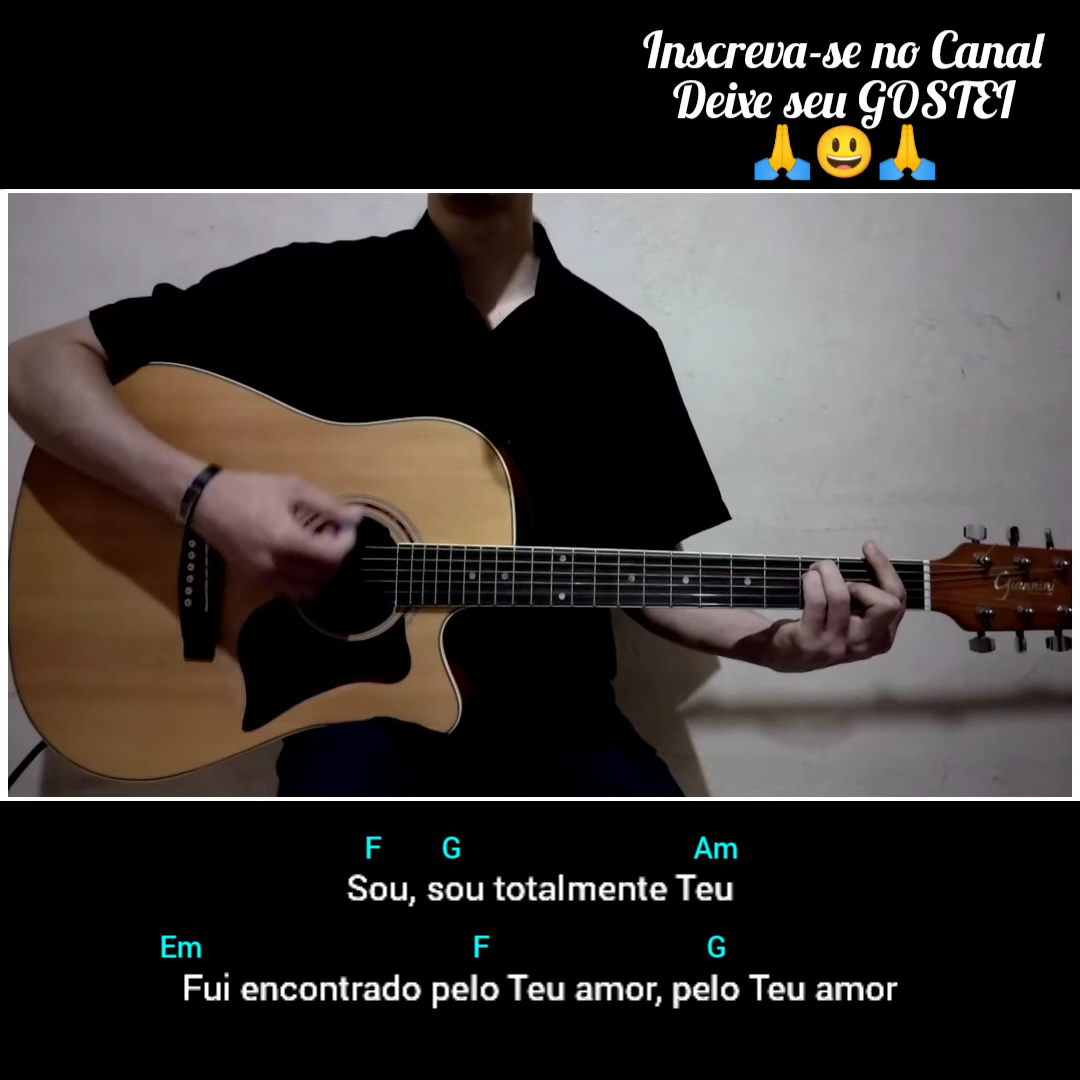 Inscreva-se no Canal
Deixe seu GOSTEI
🙏😃🙏
Giannini
F G Am
Sou, sou totalmente Teu
Em F G
Fui encontrado pelo Teu amor, pelo Teu amor